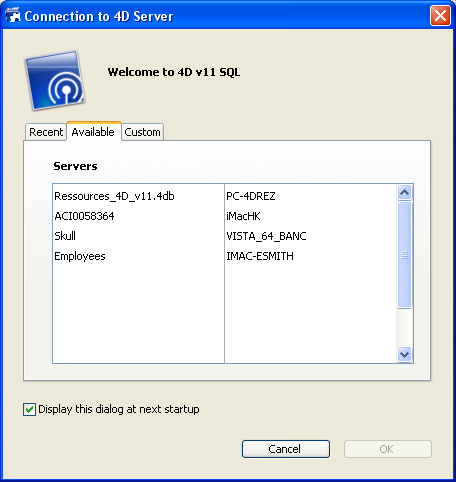 Connection to 4D Server
Welcome to 4D v11 SQL
Recent Available Custom
Servers
Ressources_4D_v11.4db PC-4DREZ
ACI0058364 iMacHK
Skull VISTA_64_BANC
Employees IMAC-ESMITH
Display this dialog at next startup
Cancel OK